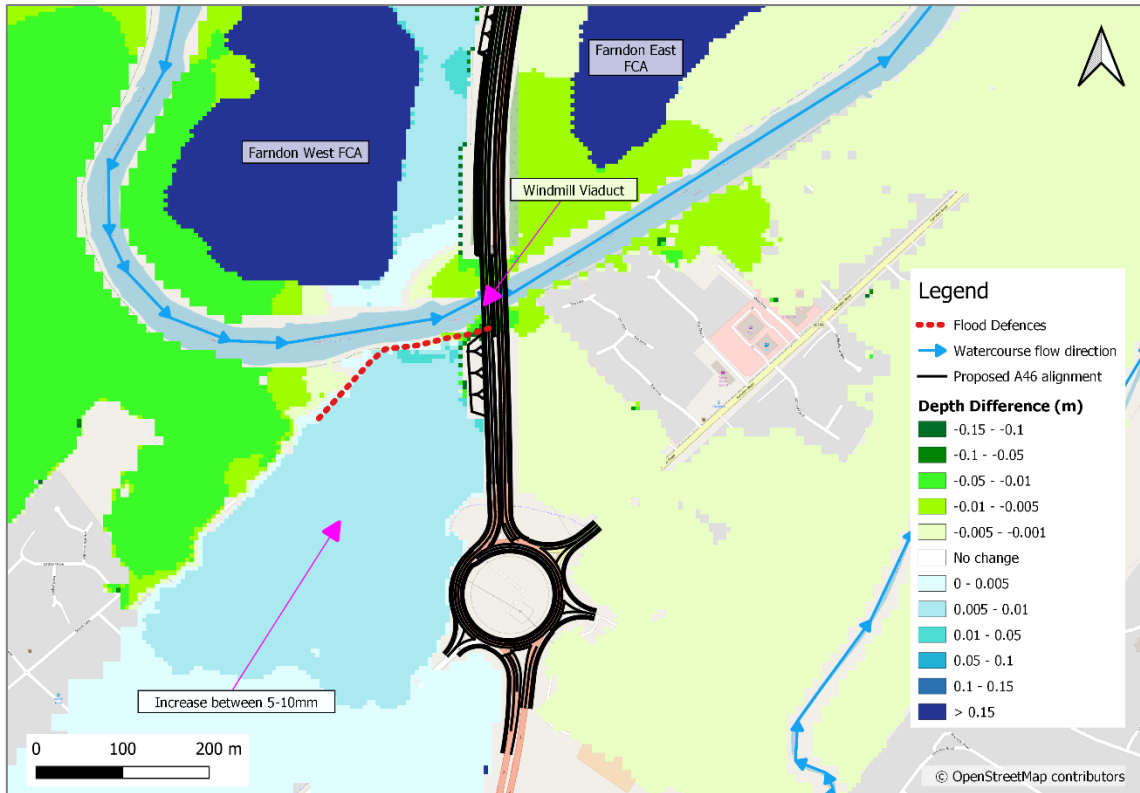 Farndon East
FCA
Farndon West FCA
Windmill Viaduct
Increase between 5-10mm
0 100 200 m
Legend
Flood Defences
Watercourse flow direction
Proposed A46 alignment
Depth Difference (m)
-0.15 - -0.1
-0.1 - -0.05
-0.05 - -0.01
-0.01 - -0.005
-0.005 - -0.001
No change
0 - 0.005
0.005 - 0.01
0.01 - 0.05
0.05 - 0.1
0.1 - 0.15
> 0.15
© OpenStreetMap contributors